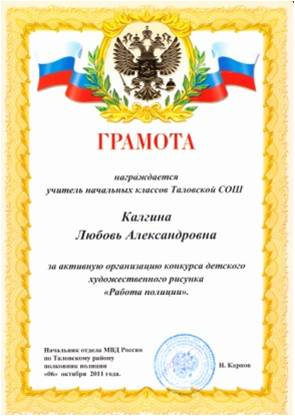 ГРАМОТА
награждается
учитель начальных классов Таловской СОШ
Калгина
Любовь Александровна
за активную организацию конкурса детского
художественного рисунка
«Работа полиции».
Начальник отдела МВД России
по Таловскому району
полковник полиции
«06» октября 2011 года.
Н. Карпов